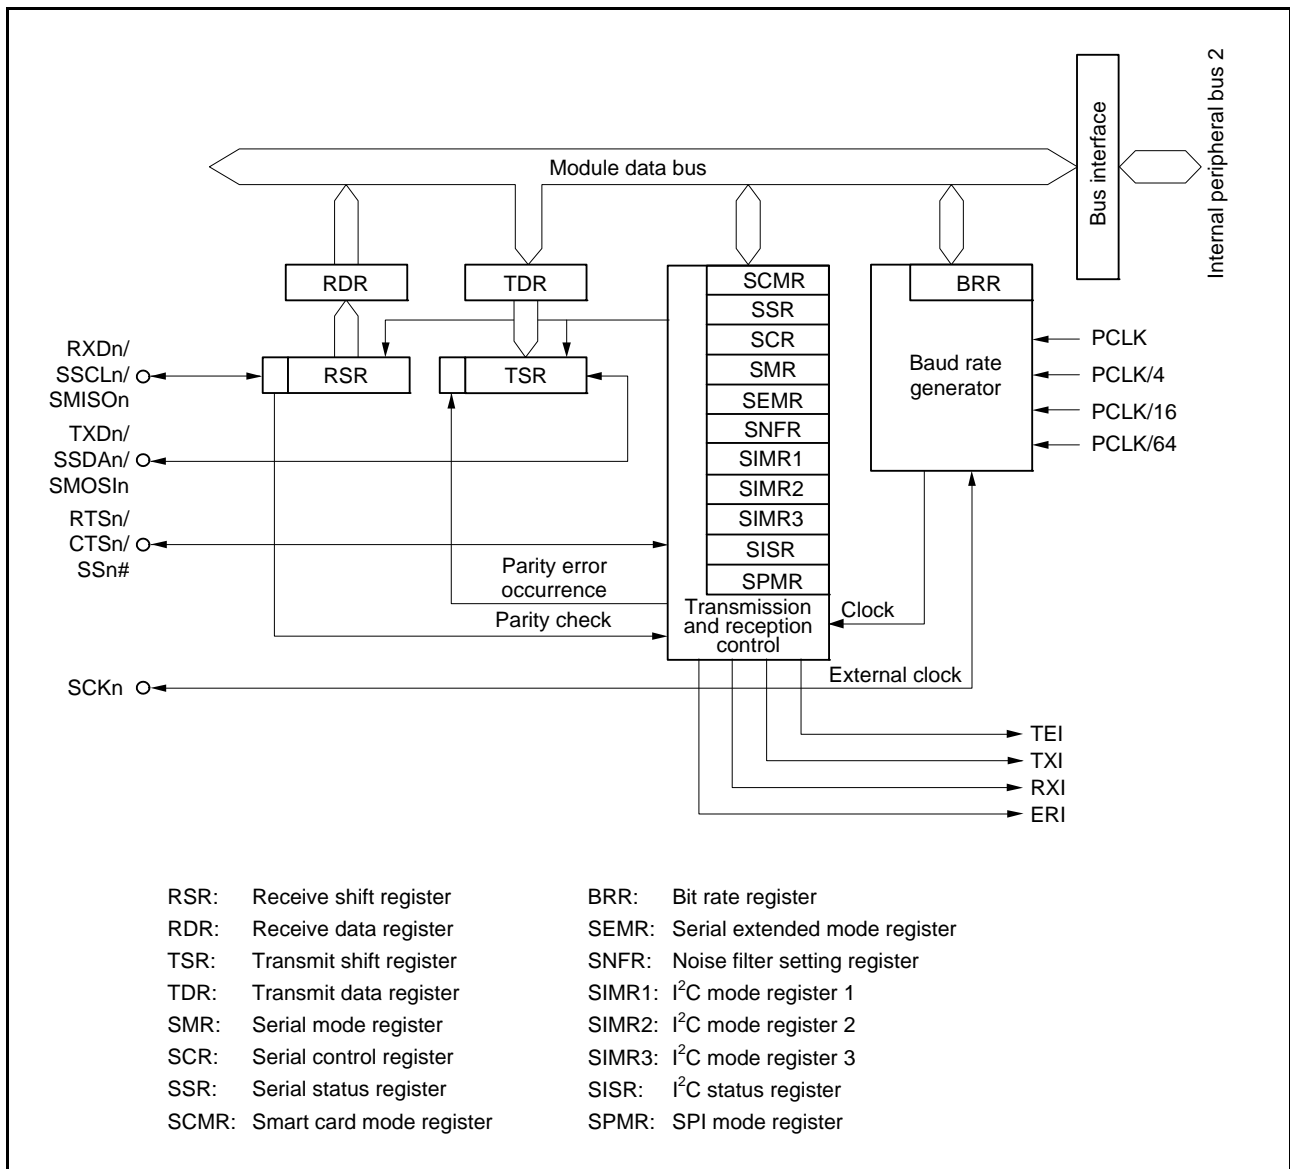 Internal peripheral bus 2
Bus interface
Module data bus
RDR
TDR
SCMR
BRR
SSR
SCR
SMR
SEMR
SNFR
SIMR1
SIMR2
SIMR3
SISR
SPMR
Transmission
and reception
control
Baud rate
generator
PCLK
PCLK/4
PCLK/16
PCLK/64
RXDn/
SSCLn/
SMISOn
RSR
TSR
TXDn/
SSDAn/
SMOSIn
RTSn/
CTSn/
SSn#
Parity error
occurrence
Parity check
Clock
SCKn
External clock
TEI
TXI
RXI
ERI
RSR: Receive shift register
RDR: Receive data register
TSR: Transmit shift register
TDR: Transmit data register
SMR: Serial mode register
SCR: Serial control register
SSR: Serial status register
SCMR: Smart card mode register
BRR: Bit rate register
SEMR: Serial extended mode register
SNFR: Noise filter setting register
SIMR1: I²C mode register 1
SIMR2: I²C mode register 2
SIMR3: I²C mode register 3
SISR: I²C status register
SPMR: SPI mode register